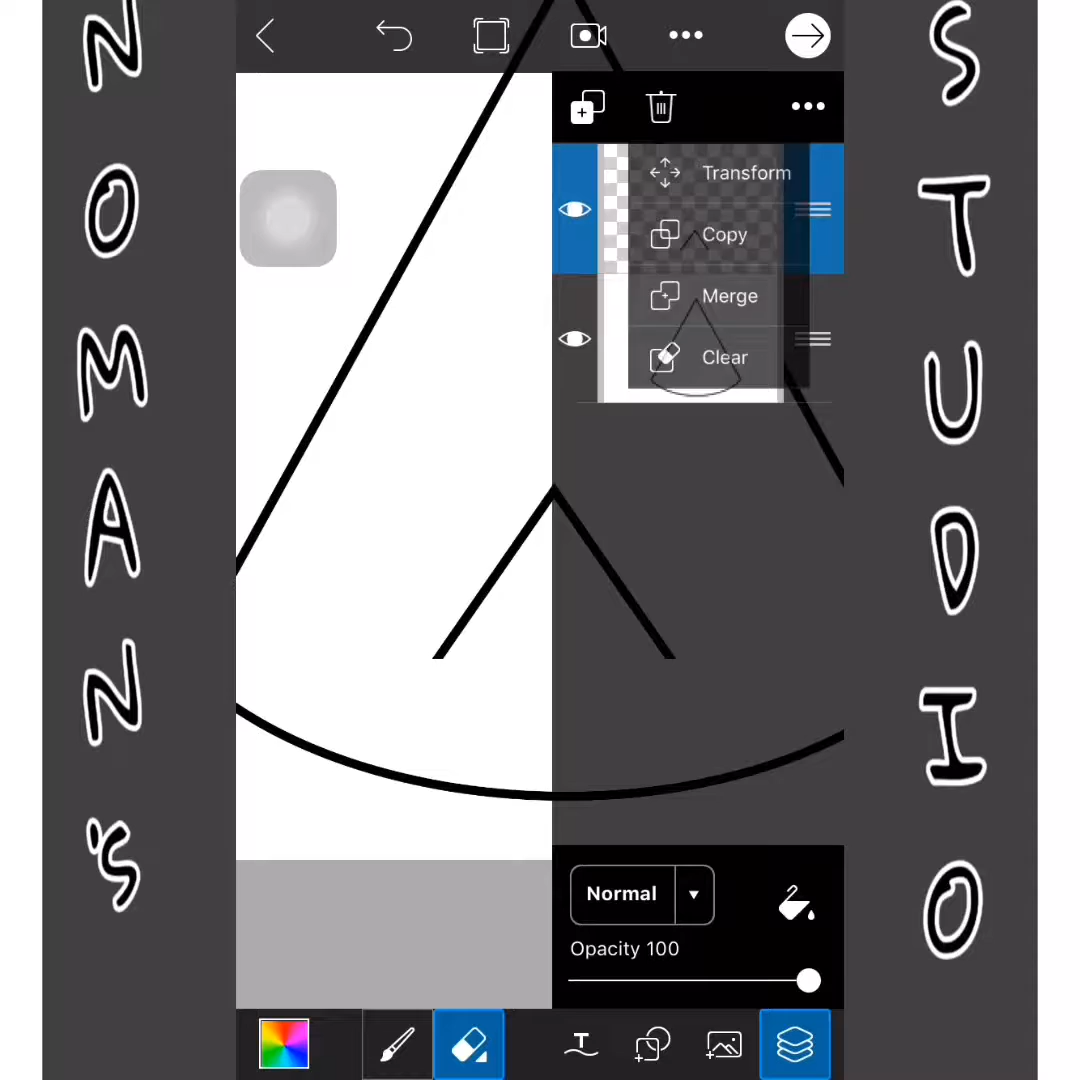 NOMAN'S
Transform
Copy
Merge
Clear
Normal
Opacity 100
T
STUDIO